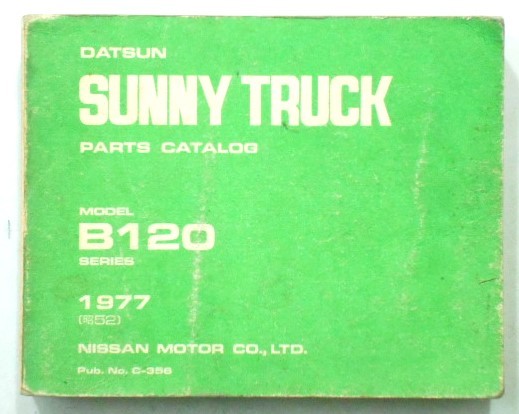 DATSUN
SUNNY TRUCK
PARTS CATALOG
MODEL
B120
SERIES
1977
(昭52)
NISSAN MOTOR CO., LTD.
Pub. No. C-356